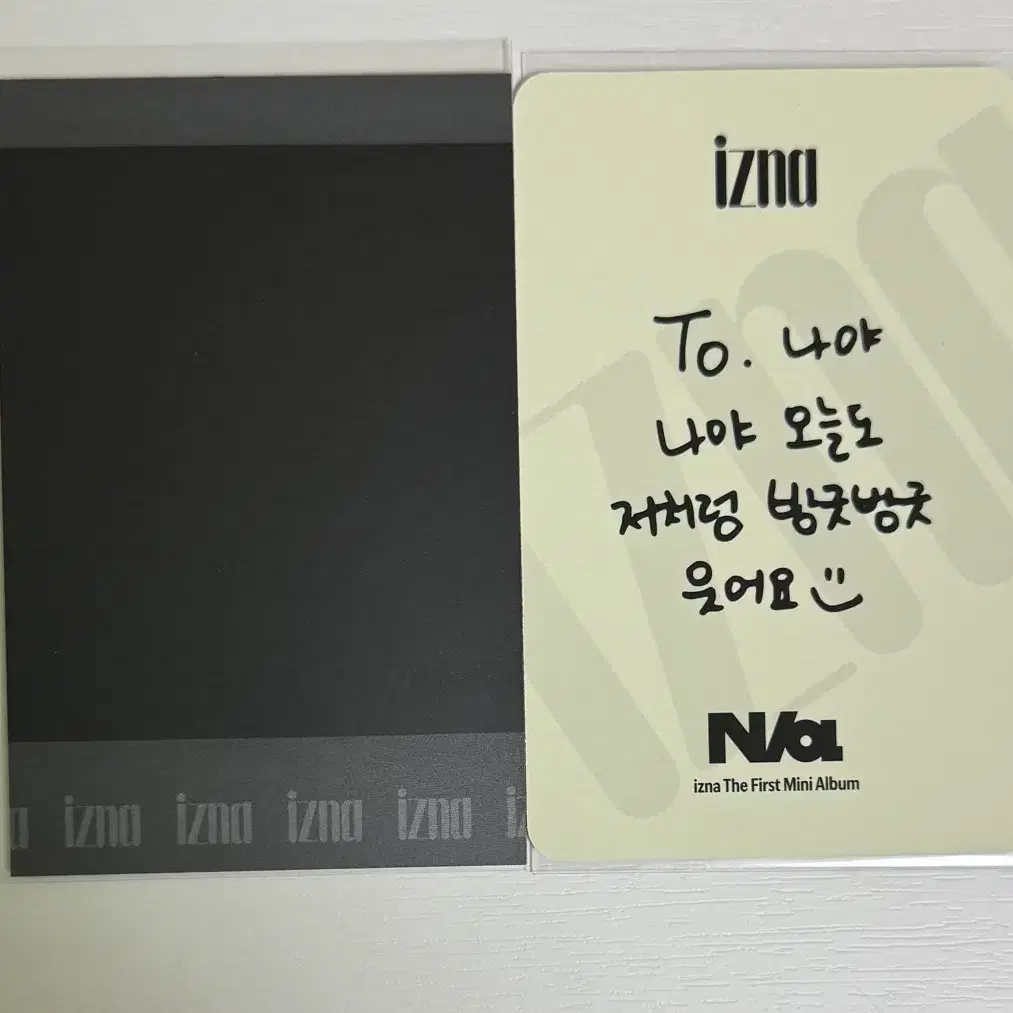 izna izna izna izna
izna
To. 나야
나야 오늘도
저처럼 방긋방긋
웃어요
N/a
izna The First Mini Album